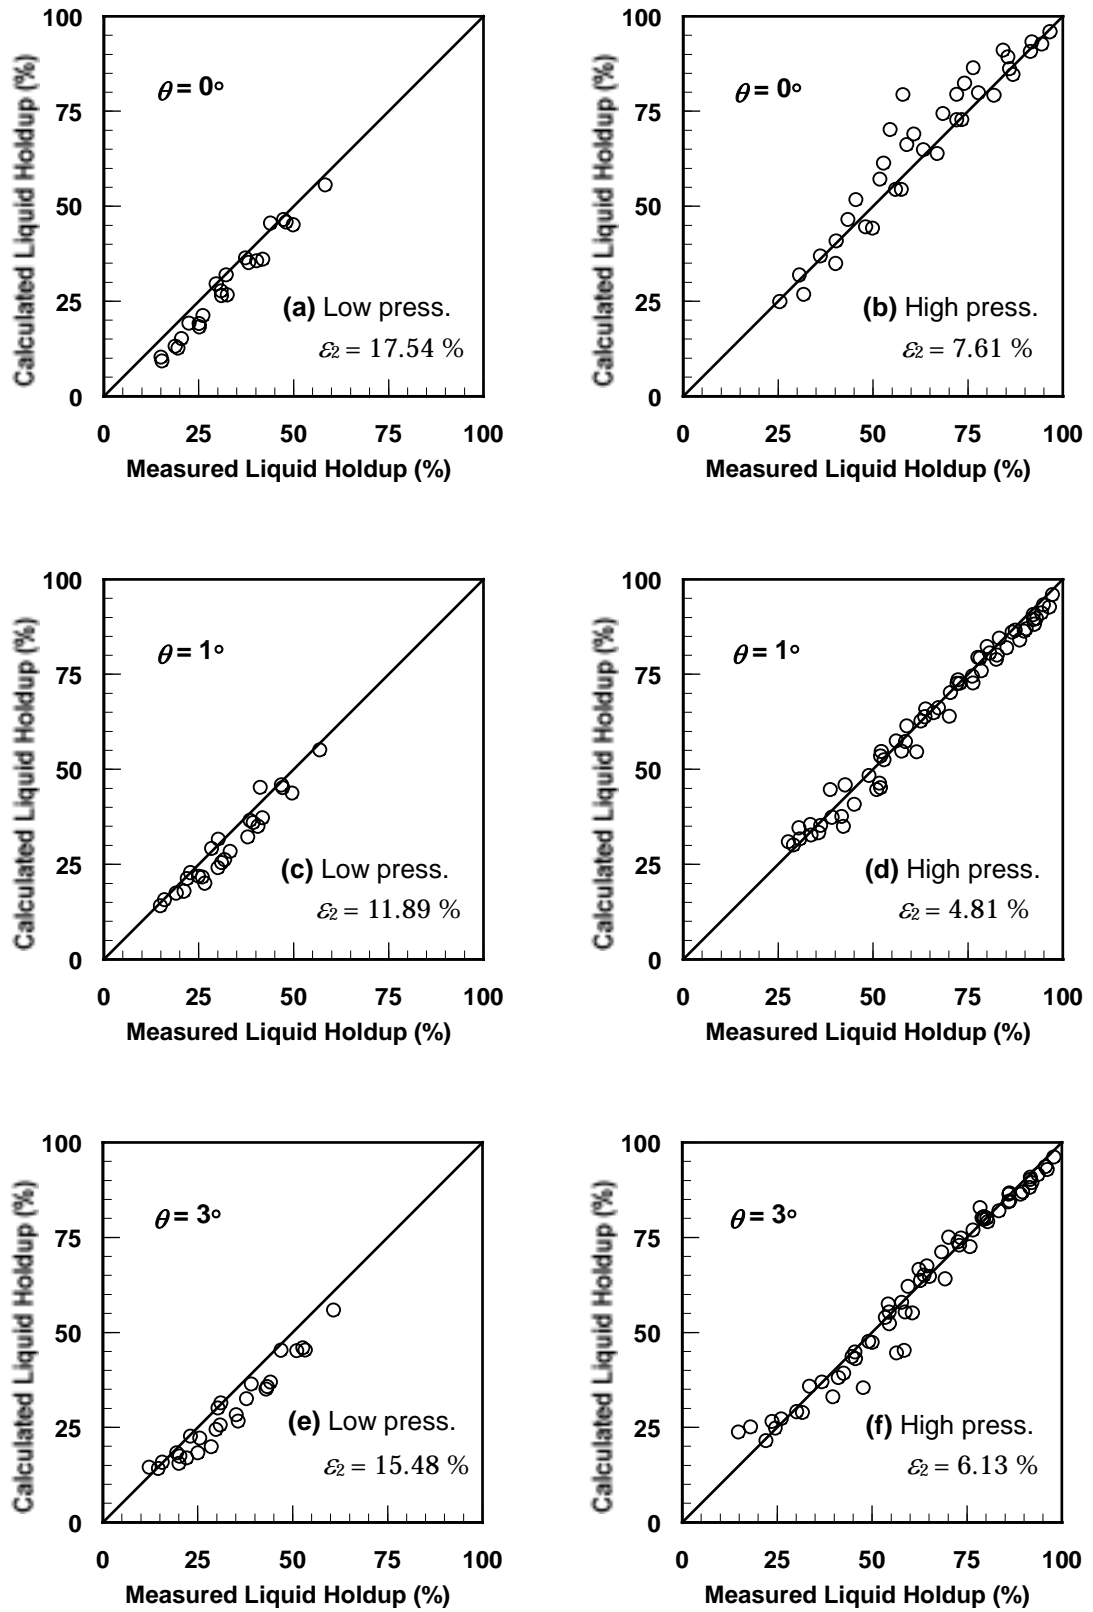 100
75
50
25
0
Calculated Liquid Holdup (%)
θ = 0°
(a) Low press.
ε2 = 17.54 %
0 25 50 75 100
Measured Liquid Holdup (%)
100
75
50
25
0
Calculated Liquid Holdup (%)
θ = 0°
(b) High press.
ε2 = 7.61 %
0 25 50 75 100
Measured Liquid Holdup (%)
100
75
50
25
0
Calculated Liquid Holdup (%)
θ = 1°
(c) Low press.
ε2 = 11.89 %
0 25 50 75 100
Measured Liquid Holdup (%)
100
75
50
25
0
Calculated Liquid Holdup (%)
θ = 1°
(d) High press.
ε2 = 4.81 %
0 25 50 75 100
Measured Liquid Holdup (%)
100
75
50
25
0
Calculated Liquid Holdup (%)
θ = 3°
(e) Low press.
ε2 = 15.48 %
0 25 50 75 100
Measured Liquid Holdup (%)
100
75
50
25
0
Calculated Liquid Holdup (%)
θ = 3°
(f) High press.
ε2 = 6.13 %
0 25 50 75 100
Measured Liquid Holdup (%)